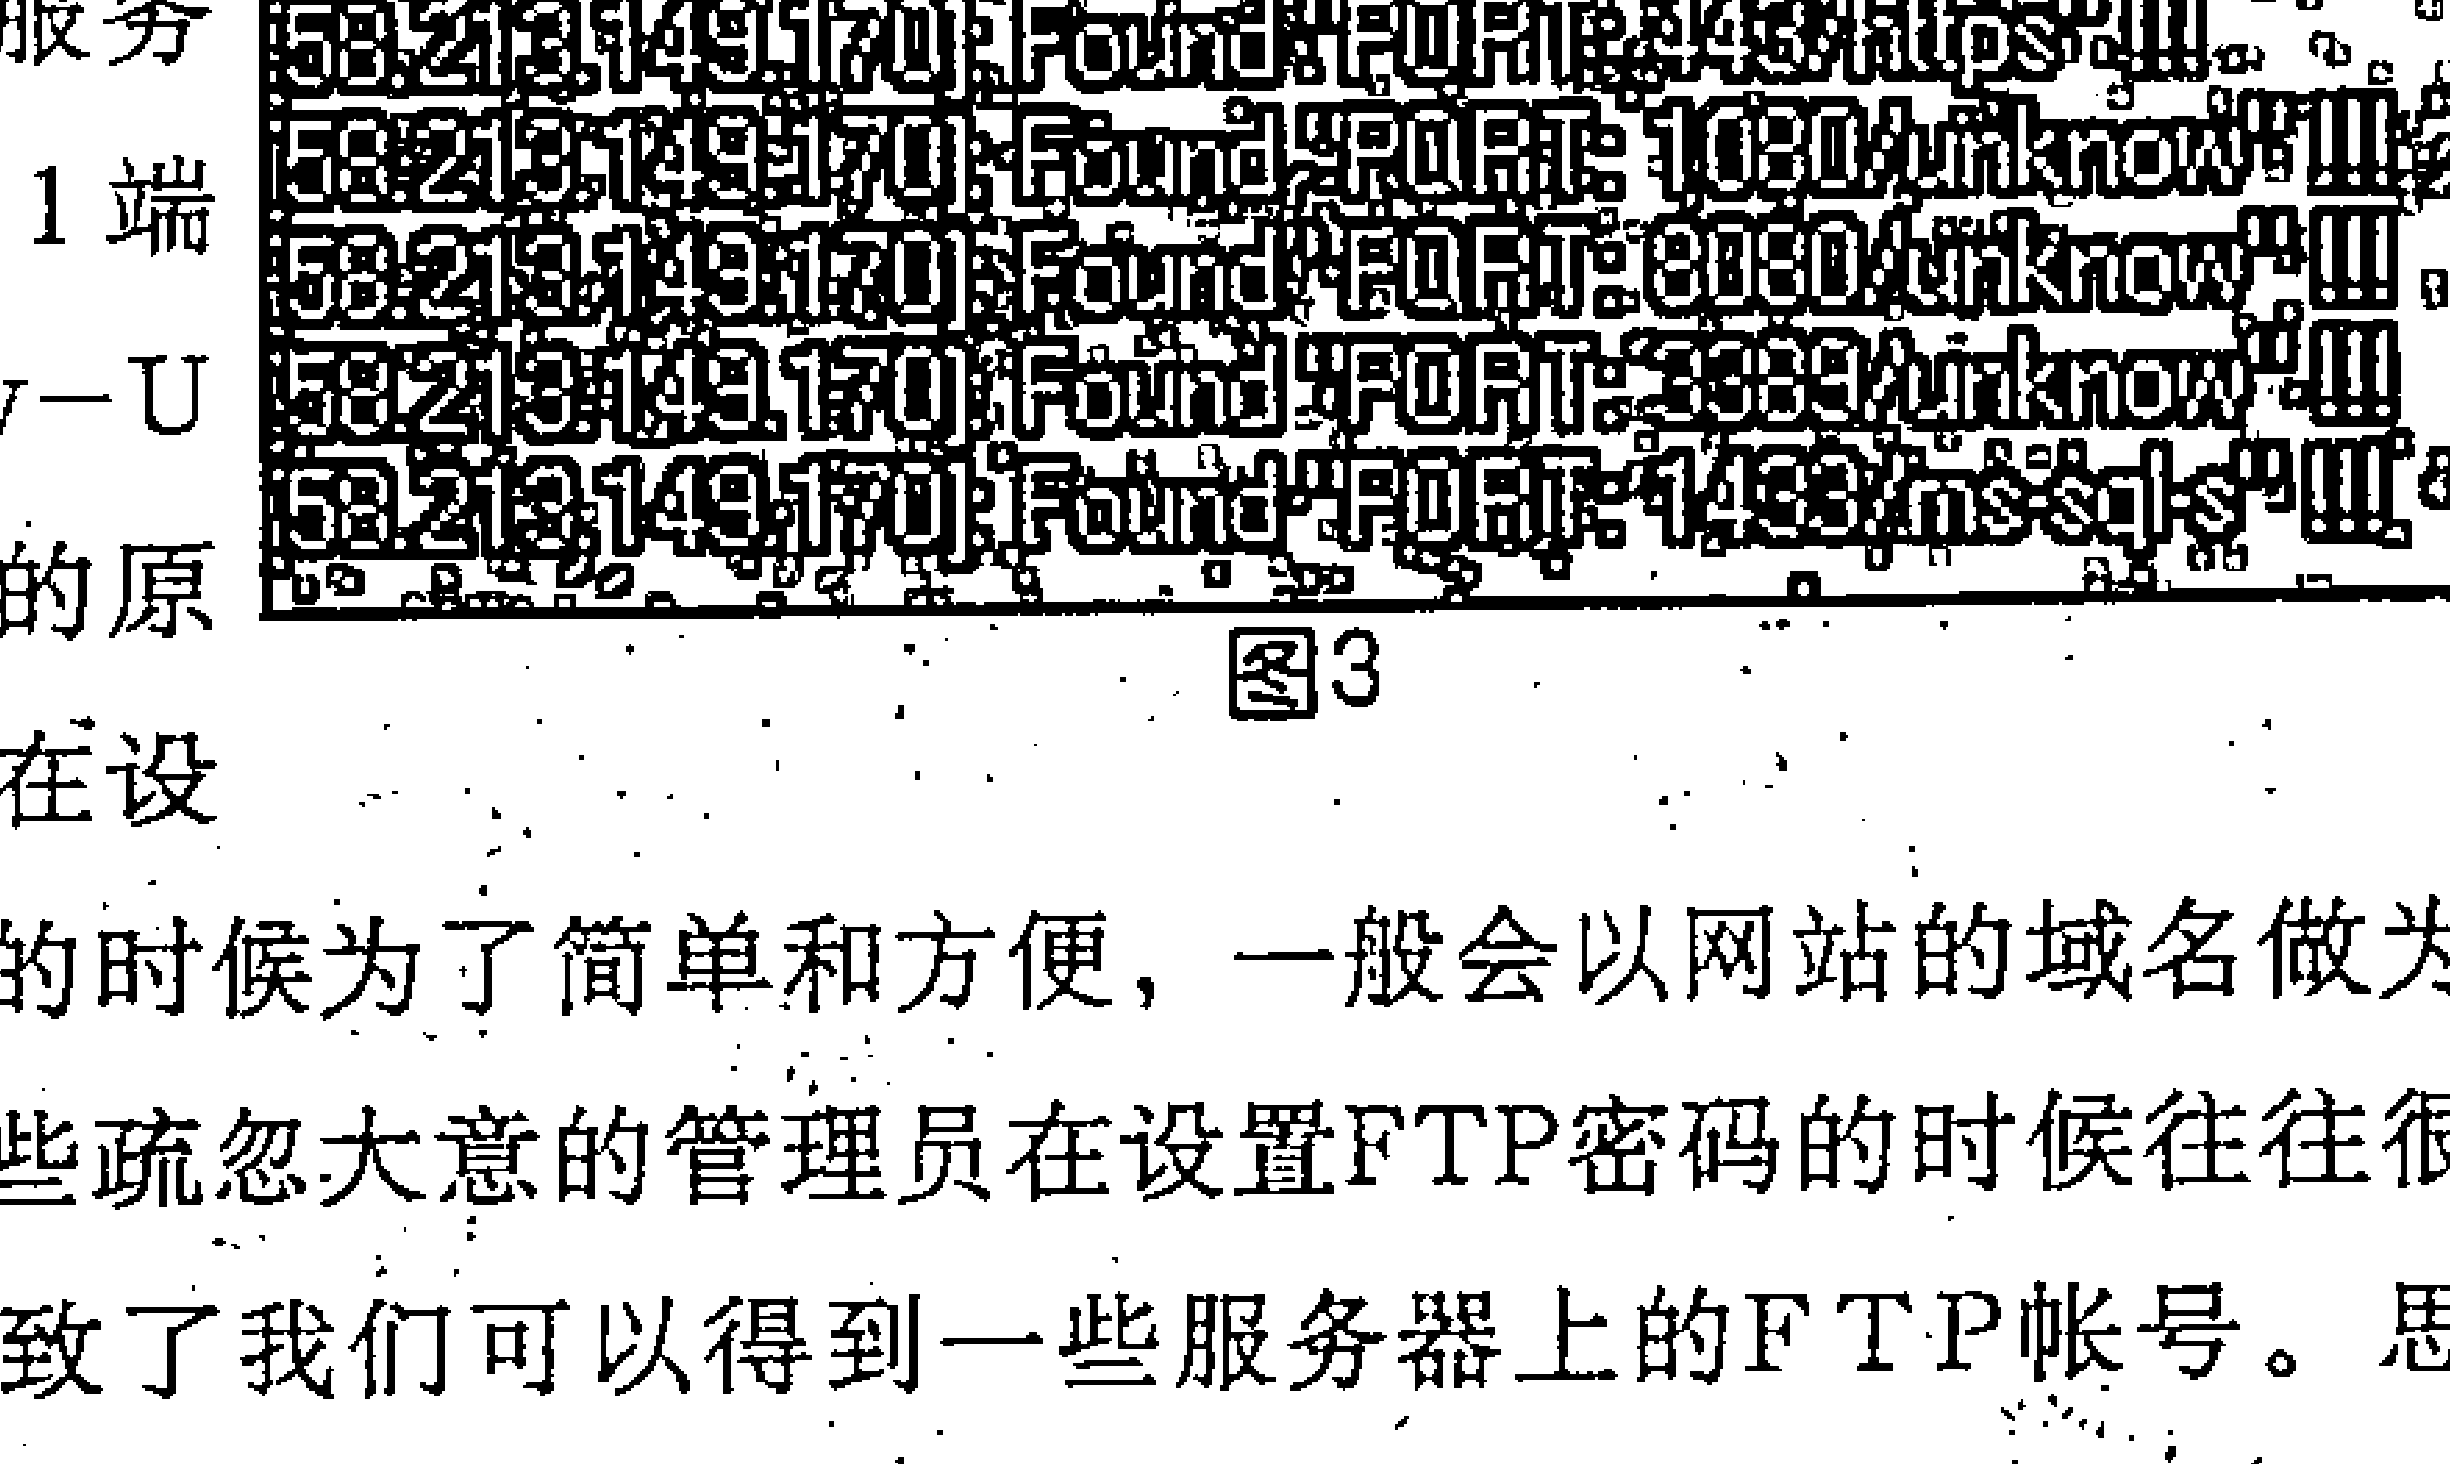 服务
58.213.149.170]: Found "PORT: 443/https" !!!
1端
58.213.149.170]: Found "PORT: 1080/unknow" !!!
58.213.149.170]: Found "PORT: 8080/unknow" !!!
-U
58.213.149.170]: Found "PORT: 3389/unknow" !!!
58.213.149.170]: Found "PORT: 1433/ms-sql-s" !!!
的原
图3
在设
的时候为了简单和方便，一般会以网站的域名做为
些疏忽大意的管理员在设置FTP密码的时候往往很
致了我们可以得到一些服务器上的FTP帐号。思